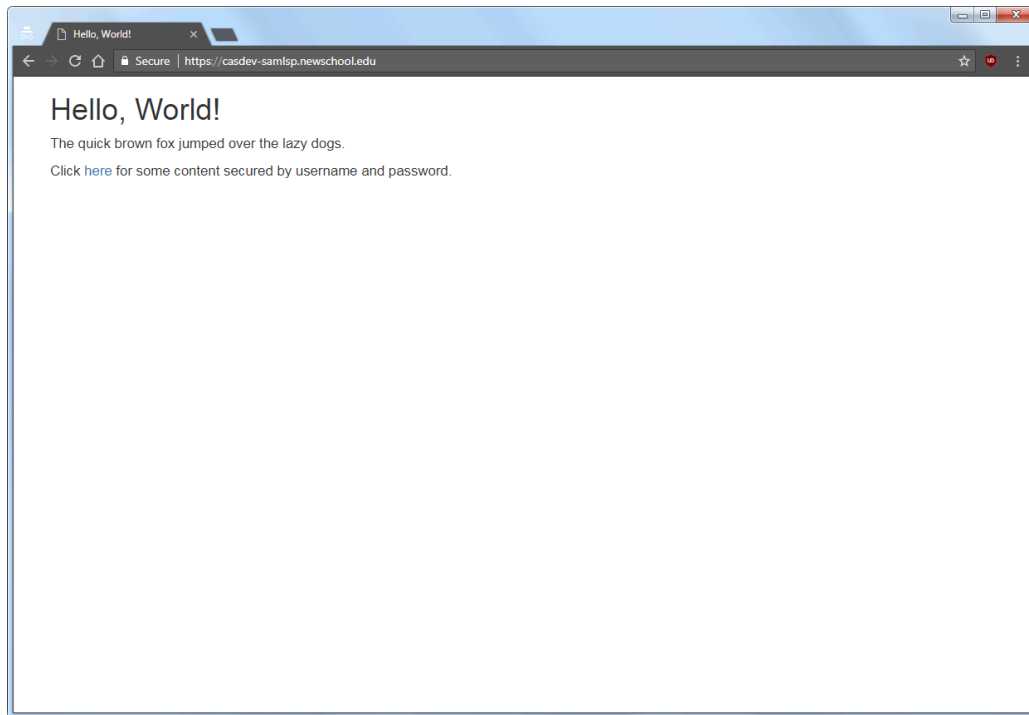 Hello, World!
Secure | https://casdev-samlsp.newschool.edu
Hello, World!
The quick brown fox jumped over the lazy dogs.
Click here for some content secured by username and password.